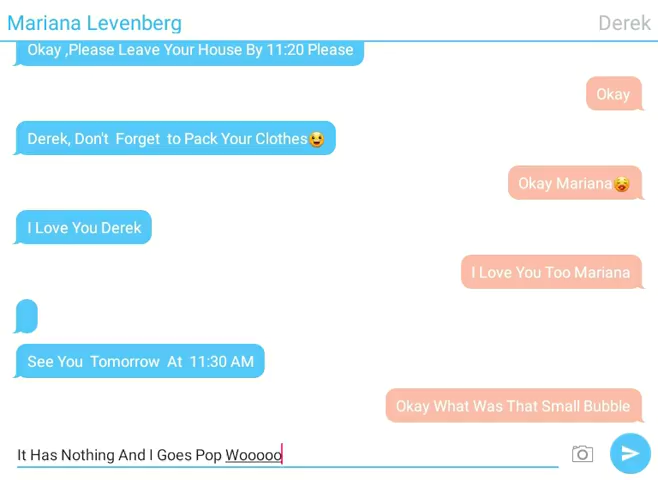 Mariana Levenberg
Derek
Okay ,Please Leave Your House By 11:20 Please
Okay
Derek, Don't Forget to Pack Your Clothes😉
Okay Mariana😲
I Love You Derek
I Love You Too Mariana
See You Tomorrow At 11:30 AM
Okay What Was That Small Bubble
It Has Nothing And I Goes Pop Wooooo